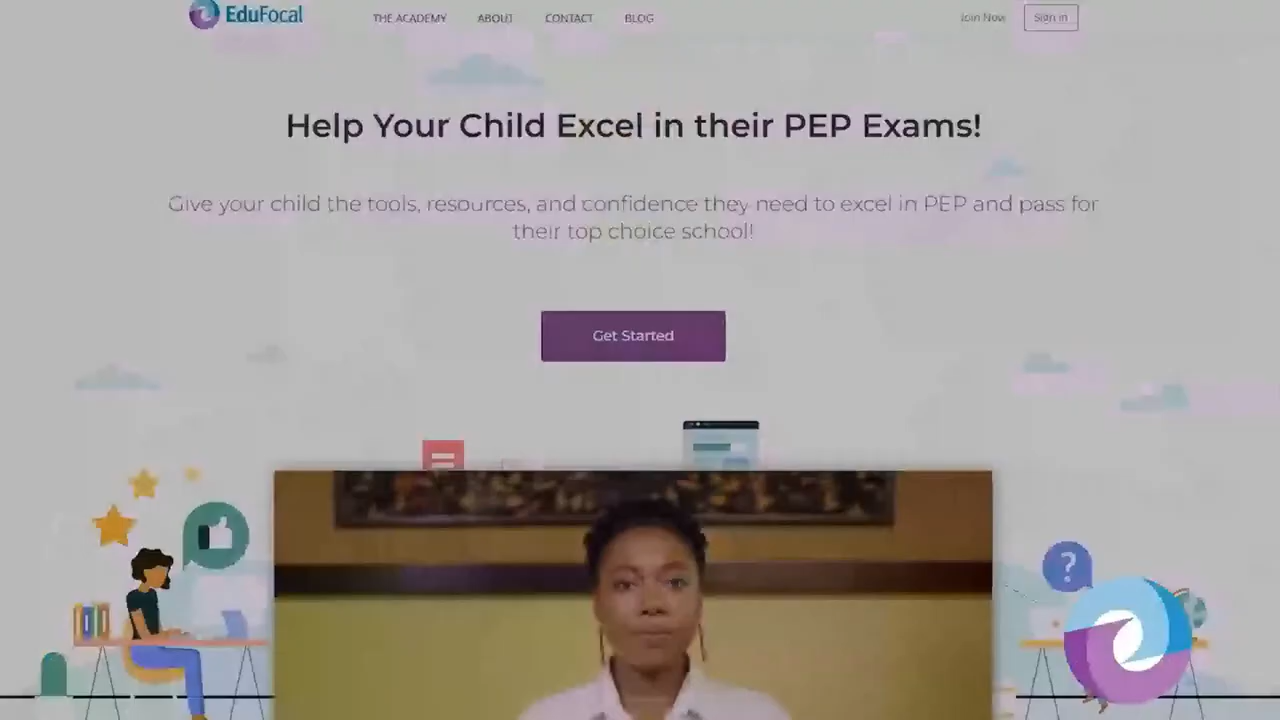 EduFocal
THE ACADEMY ABOUT CONTACT BLOG
Join Now Sign in
Help Your Child Excel in their PEP Exams!
Give your child the tools, resources, and confidence they need to excel in PEP and pass for
their top choice school!
Get Started
?